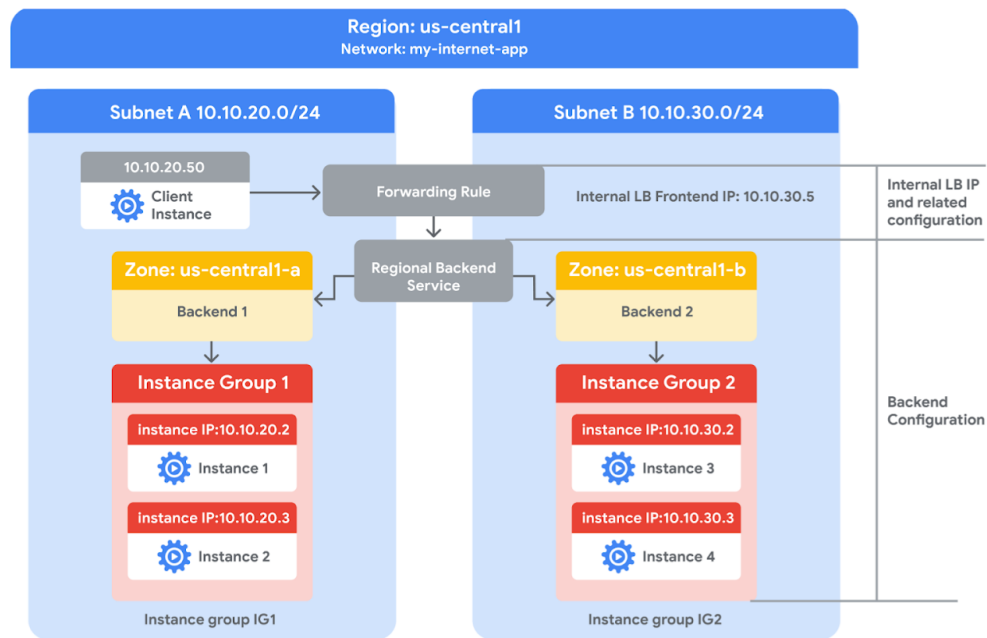 Region: us-central1
Network: my-internet-app
Subnet A 10.10.20.0/24
Subnet B 10.10.30.0/24
10.10.20.50
Client
Instance
Forwarding Rule
Internal LB Frontend IP: 10.10.30.5
Internal LB IP
and related
configuration
Regional Backend
Service
Zone: us-central1-a
Backend 1
Zone: us-central1-b
Backend 2
Instance Group 1
instance IP:10.10.20.2
Instance 1
instance IP:10.10.20.3
Instance 2
Instance group IG1
Instance Group 2
instance IP:10.10.30.2
Instance 3
instance IP:10.10.30.3
Instance 4
Instance group IG2
Backend
Configuration